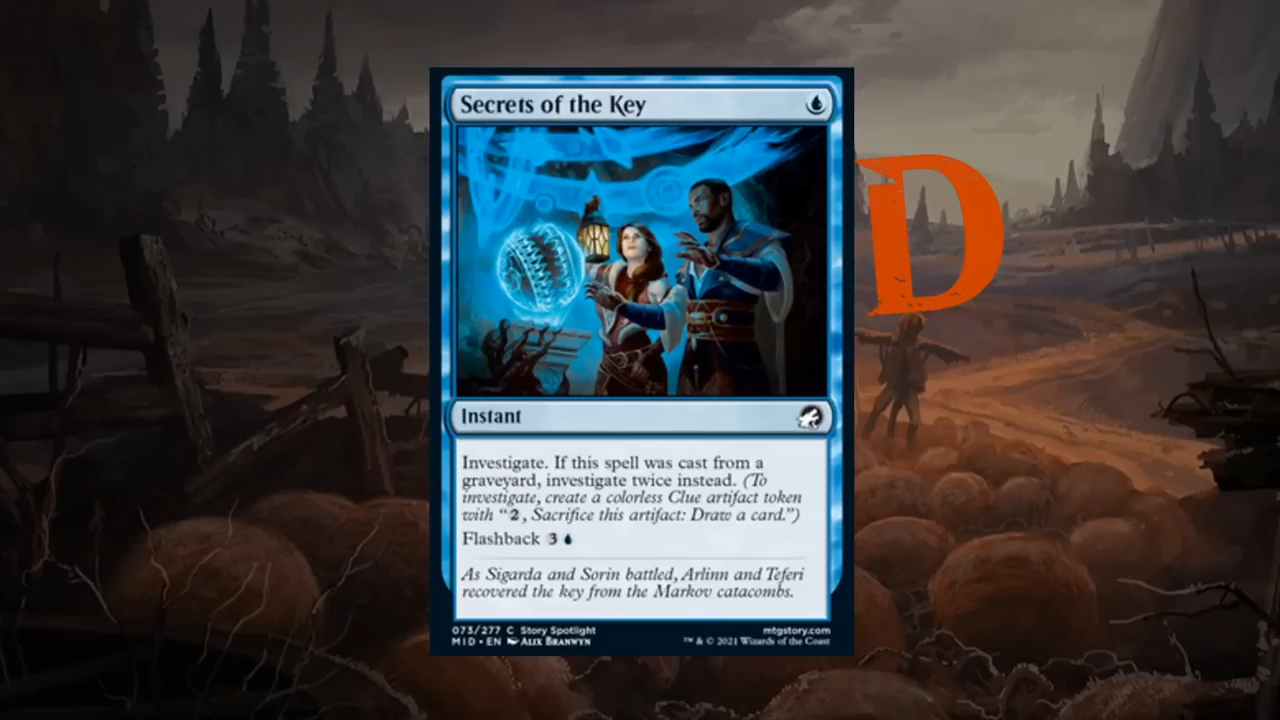 Secrets of the Key
D
Instant
Investigate. If this spell was cast from a
graveyard, investigate twice instead. (To
investigate, create a colorless Clue artifact token
with “2, Sacrifice this artifact: Draw a card.”)
Flashback 3
As Sigarda and Sorin battled, Arlinn and Teferi
recovered the key from the Markov catacombs.
073/277 C Story Spotlight
mtgstory.com
MID • EN Alix Branwyn
™ & © 2021 Wizards of the Coast